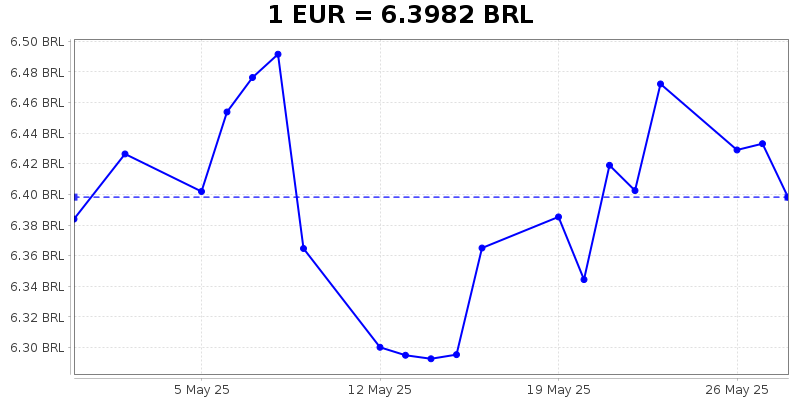 1 EUR = 6.3982 BRL
6.50 BRL
6.48 BRL
6.46 BRL
6.44 BRL
6.42 BRL
6.40 BRL
6.38 BRL
6.36 BRL
6.34 BRL
6.32 BRL
6.30 BRL
5 May 25
12 May 25
19 May 25
26 May 25